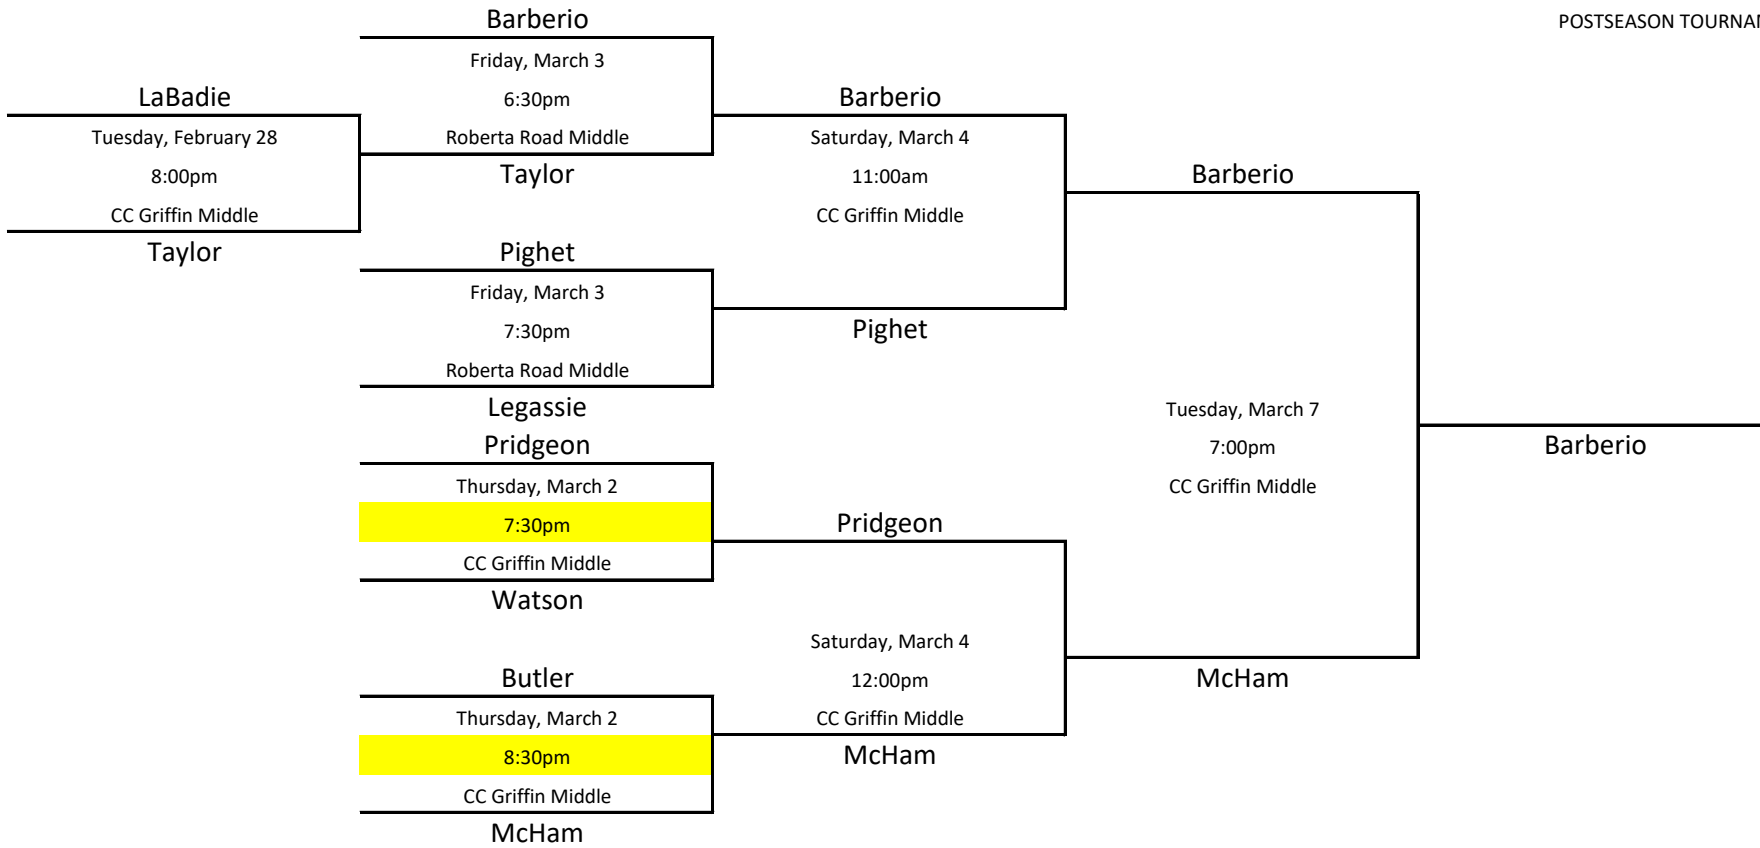 POSTSEASON TOURNAM
Barberio
Friday, March 3
6:30pm
Roberta Road Middle
Taylor
LaBadie
Tuesday, February 28
8:00pm
CC Griffin Middle
Taylor
Pighet
Friday, March 3
7:30pm
Roberta Road Middle
Legassie
Pridgeon
Thursday, March 2
7:30pm
CC Griffin Middle
Watson
Butler
Thursday, March 2
8:30pm
CC Griffin Middle
McHam
Barberio
Saturday, March 4
11:00am
CC Griffin Middle
Pighet
Pridgeon
Saturday, March 4
12:00pm
CC Griffin Middle
McHam
Barberio
Tuesday, March 7
7:00pm
CC Griffin Middle
McHam
Barberio